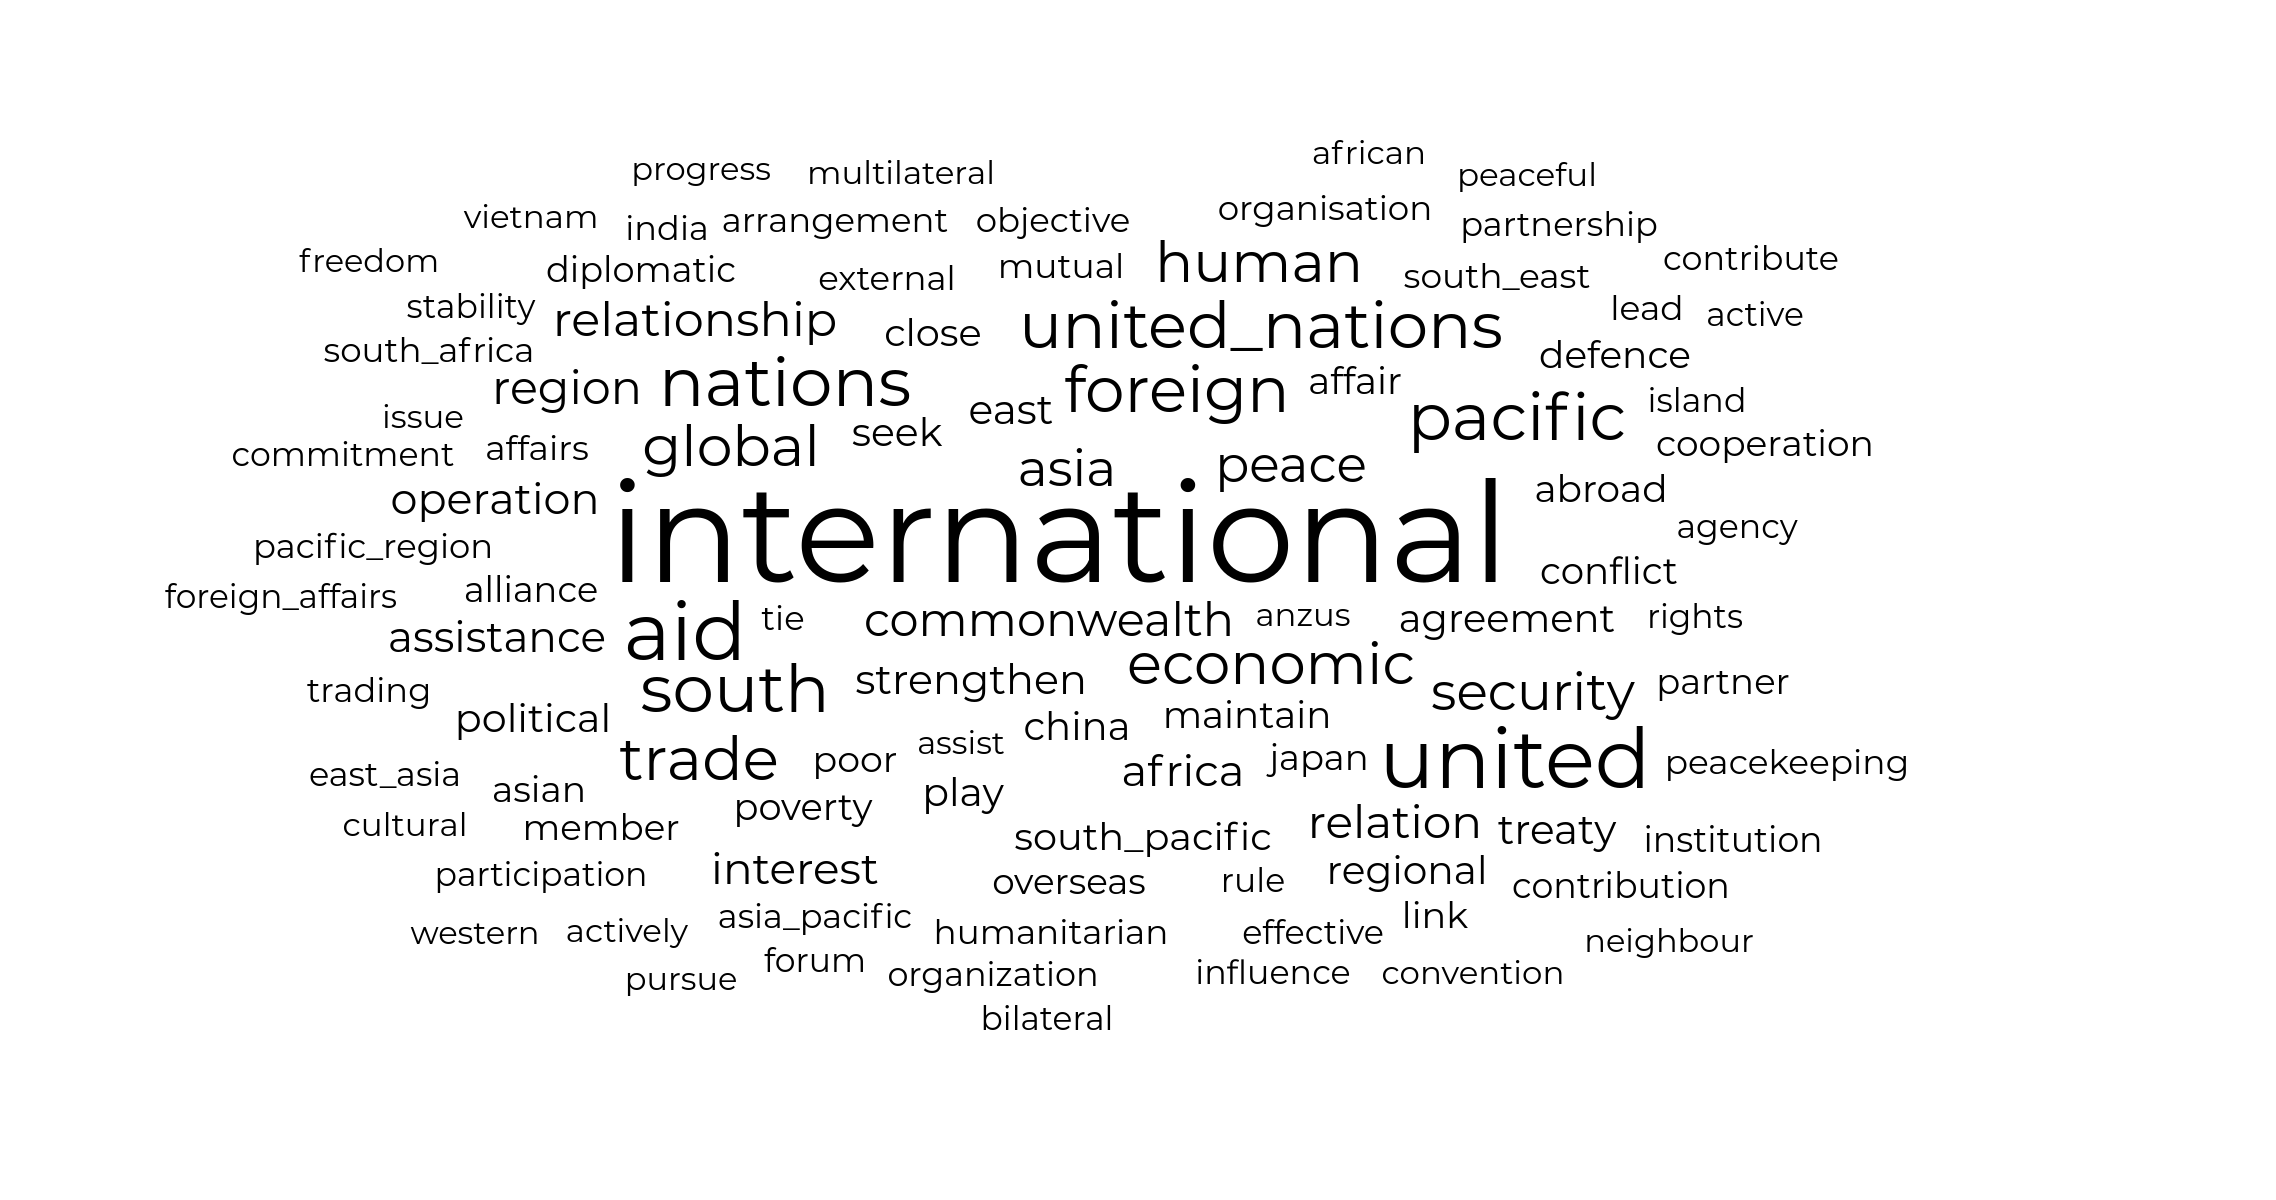 african
progress multilateral peaceful
vietnam india arrangement objective organisation partnership
freedom diplomatic external mutual human south_east contribute
stability relationship close united_nations lead active
south_africa region nations east foreign affair defence
issue global seek pacific island
commitment affairs asia peace cooperation
operation international abroad
pacific_region agency
foreign_affairs alliance conflict
assistance aid tie commonwealth anzus agreement rights
trading south strengthen economic security partner
political china maintain
east_asia asian trade poor assist africa japan united peacekeeping
cultural member poverty play south_pacific relation treaty institution
participation interest overseas rule regional contribution
western actively asia_pacific humanitarian effective link neighbour
pursue forum organization influence convention
bilateral